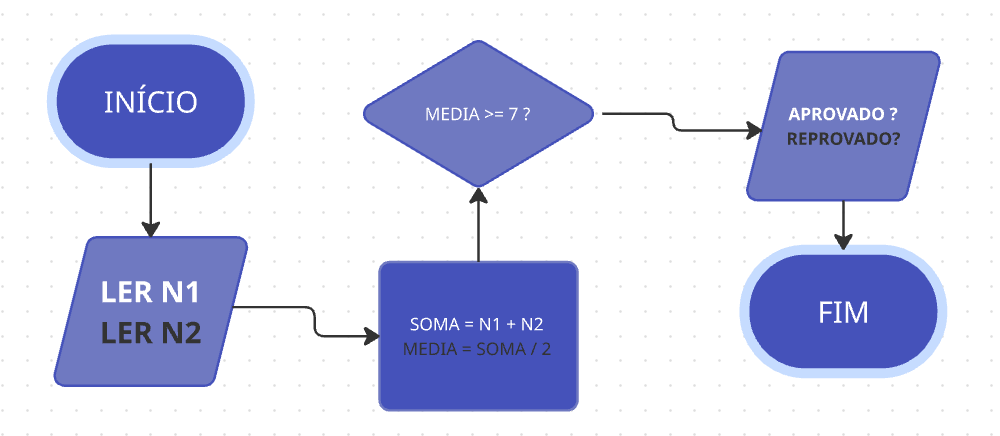 INÍCIO
LER N1
LER N2
SOMA = N1 + N2
MEDIA = SOMA / 2
MEDIA >= 7 ?
APROVADO ?
REPROVADO?
FIM